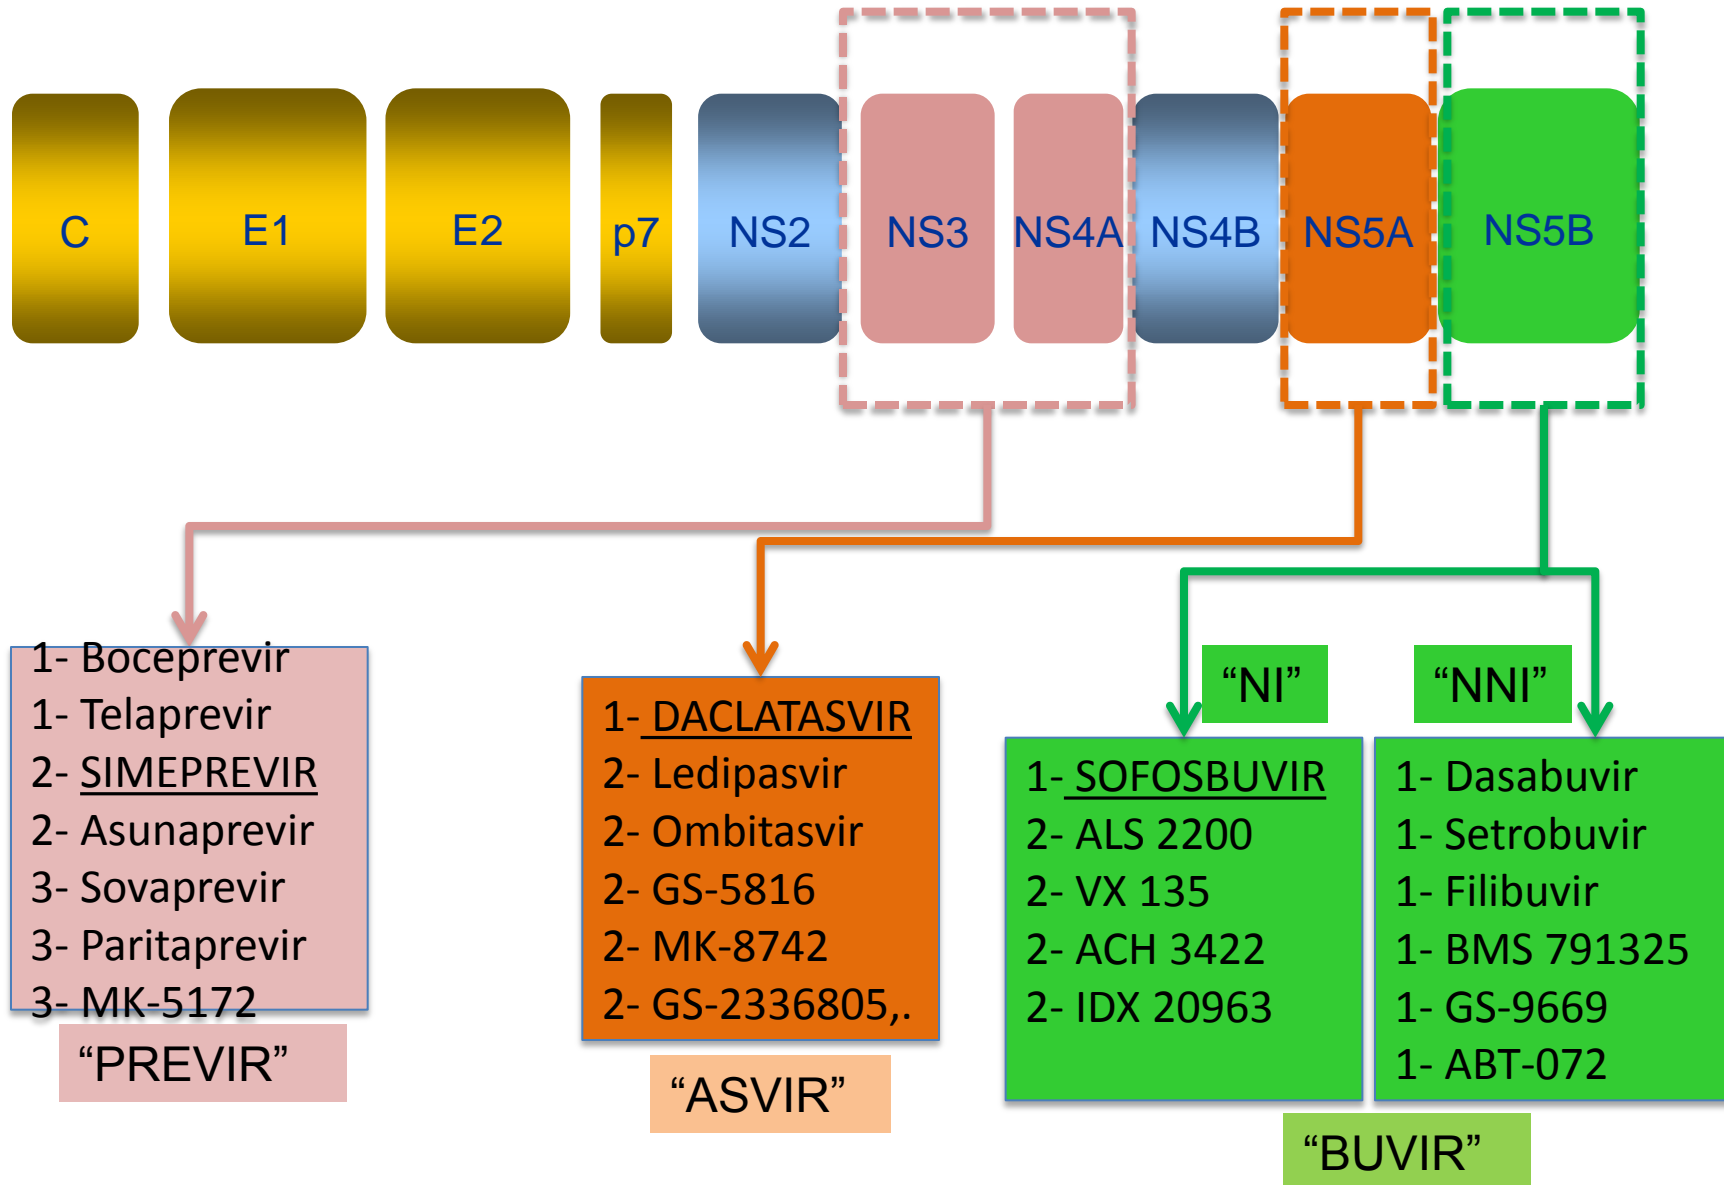 C
E1
E2
p7
NS2
NS3
NS4A
NS4B
NS5A
NS5B
1- Boceprevir
1- Telaprevir
2- SIMEPREVIR
2- Asunaprevir
3- Sovaprevir
3- Paritaprevir
3- MK-5172
“PREVIR”
1- DACLATASVIR
2- Ledipasvir
2- Ombitasvir
2- GS-5816
2- MK-8742
2- GS-2336805,.
“ASVIR”
“NI”
1- SOFOSBUVIR
2- ALS 2200
2- VX 135
2- ACH 3422
2- IDX 20963
“NNI”
1- Dasabuvir
1- Setrobuvir
1- Filibuvir
1- BMS 791325
1- GS-9669
1- ABT-072
“BUVIR”